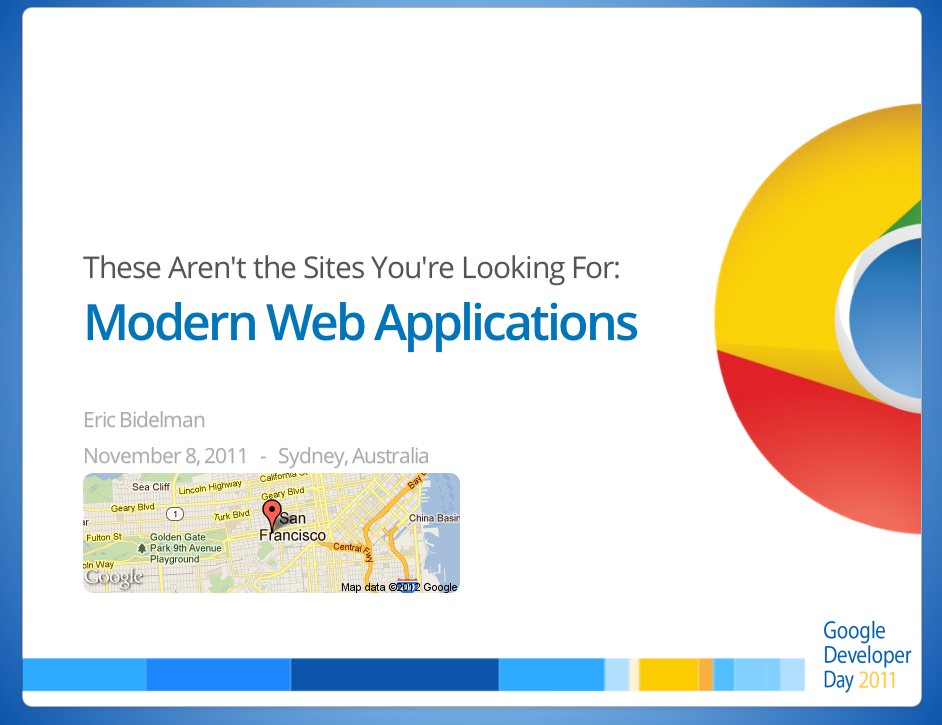 These Aren't the Sites You're Looking For:
Modern Web Applications
Eric Bidelman
November 8, 2011 - Sydney, Australia
California S
Sea Cliff
Lincoln Highway
Geary Blvd
Bay
Geary Blvd
1
Turk Blvd
San
Francisco
China Basin
Fulton St
Golden Gate
Park 9th Avenue
Playground
Central Fwy
oln Way
Google
Map data ©2012 Google
Google
Developer
Day 2011